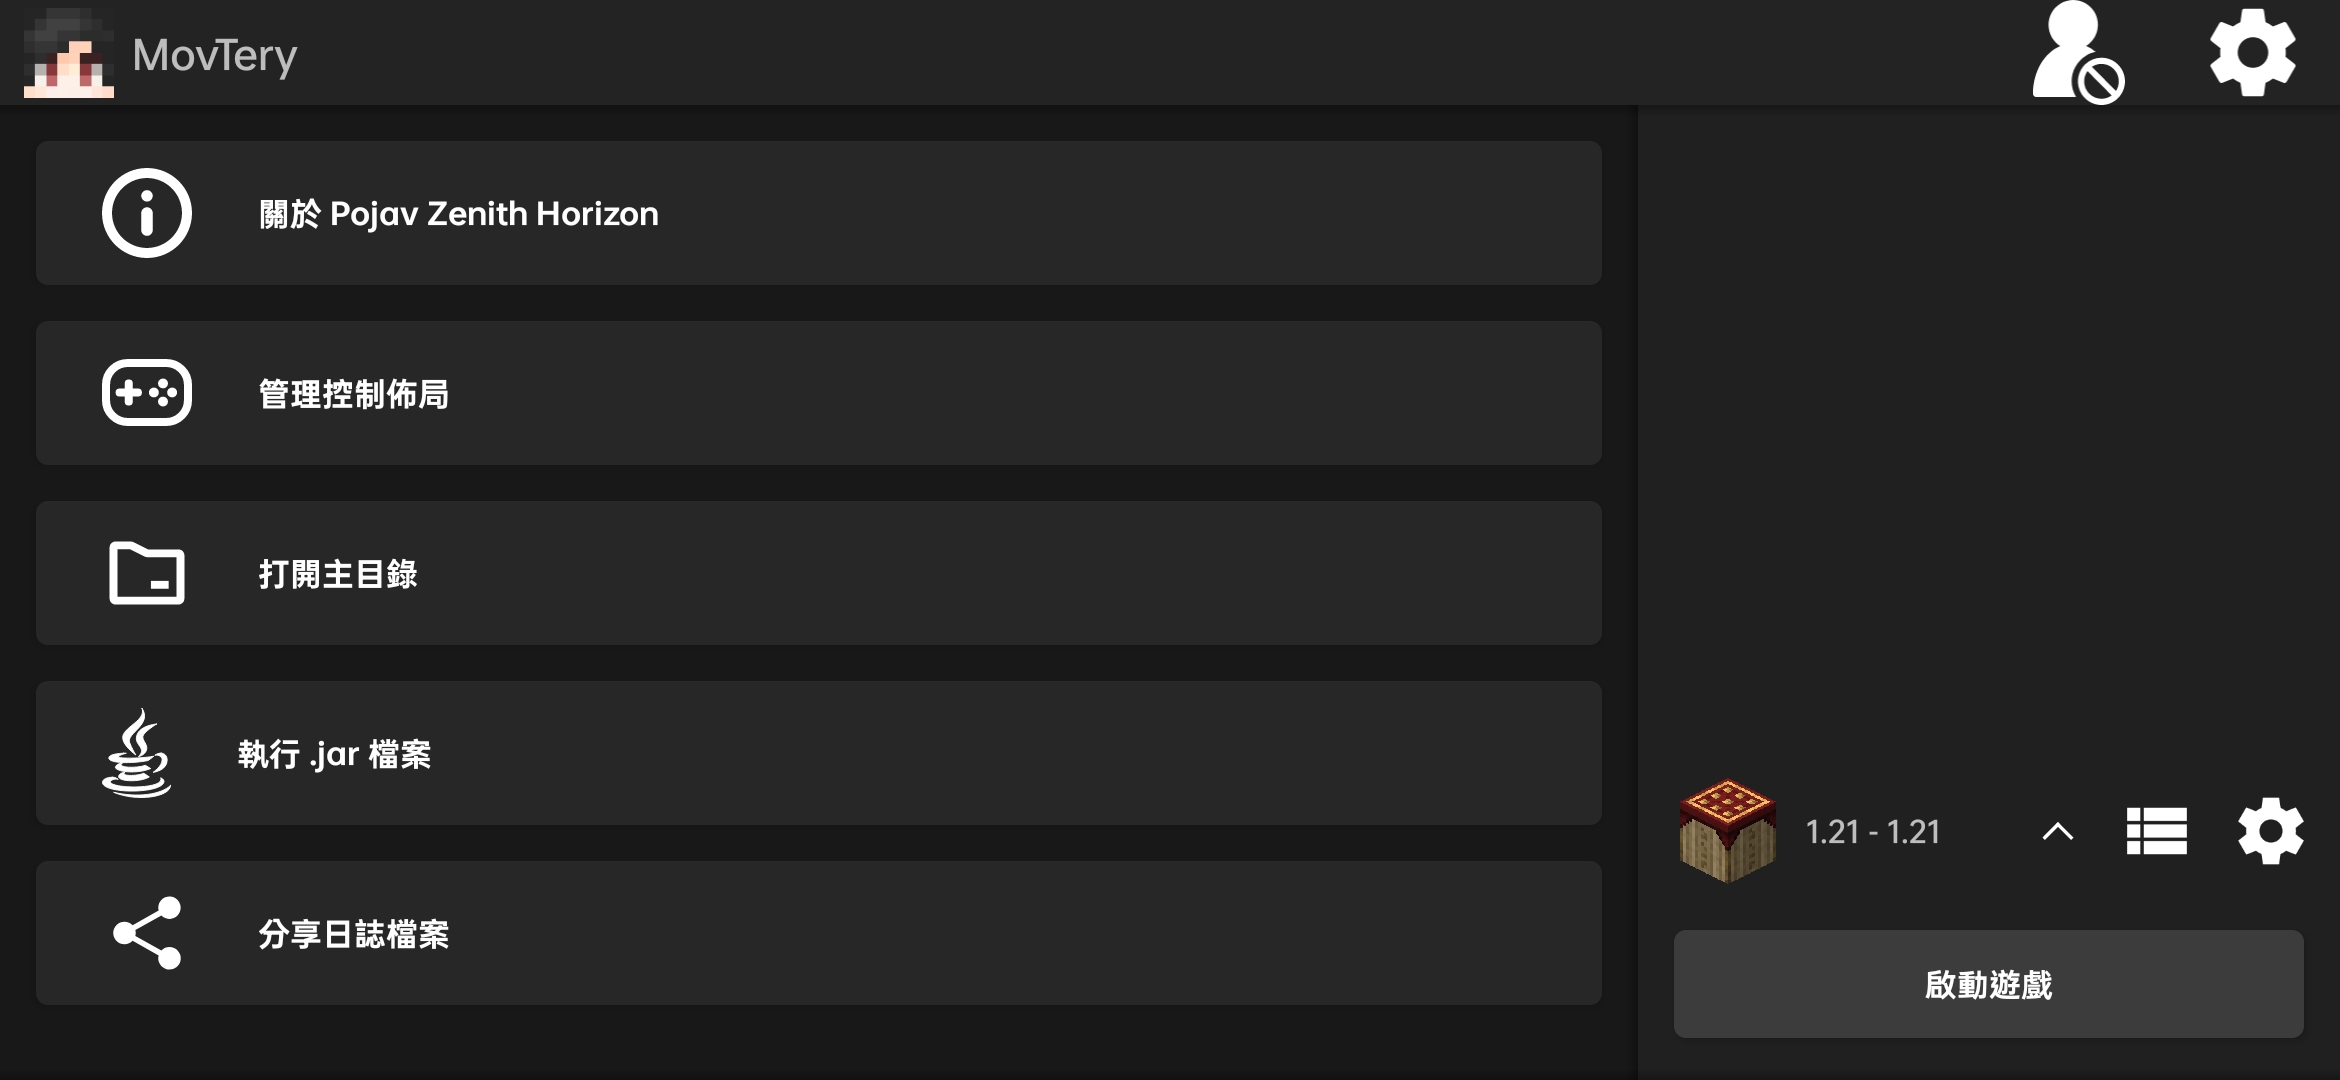 MovTery
關於 Pojav Zenith Horizon
管理控制佈局
打開主目錄
執行 .jar 檔案
分享日誌檔案
1.21 - 1.21
啟動遊戲